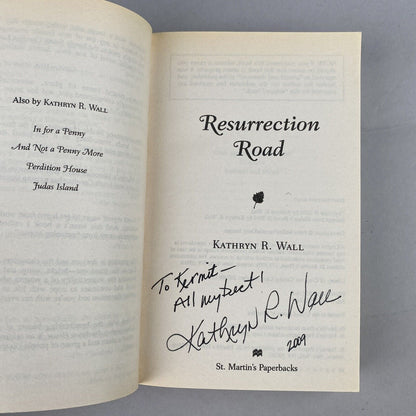 Also by Kathryn R. Wall
In for a Penny
And Not a Penny More
Perdition House
Judas Island
Resurrection
Road
Kathryn R. Wall
To Kermit—
All my best!
Kathryn R. Wall
2009
St. Martin's Paperbacks